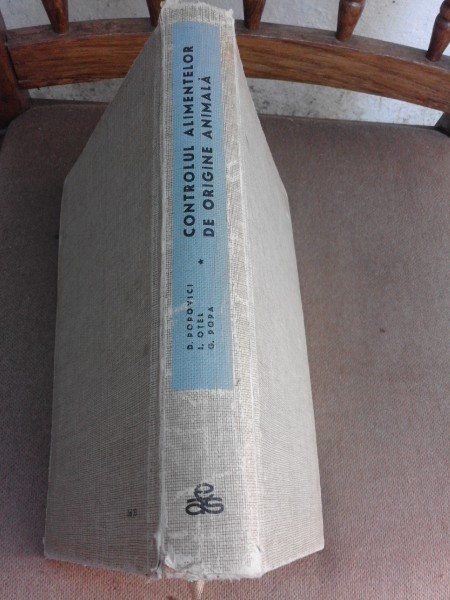 CONTROLUL ALIMENTELOR
DE ORIGINE ANIMALĂ
*
D. POPOVICI
I. OȚEL
G. POPA